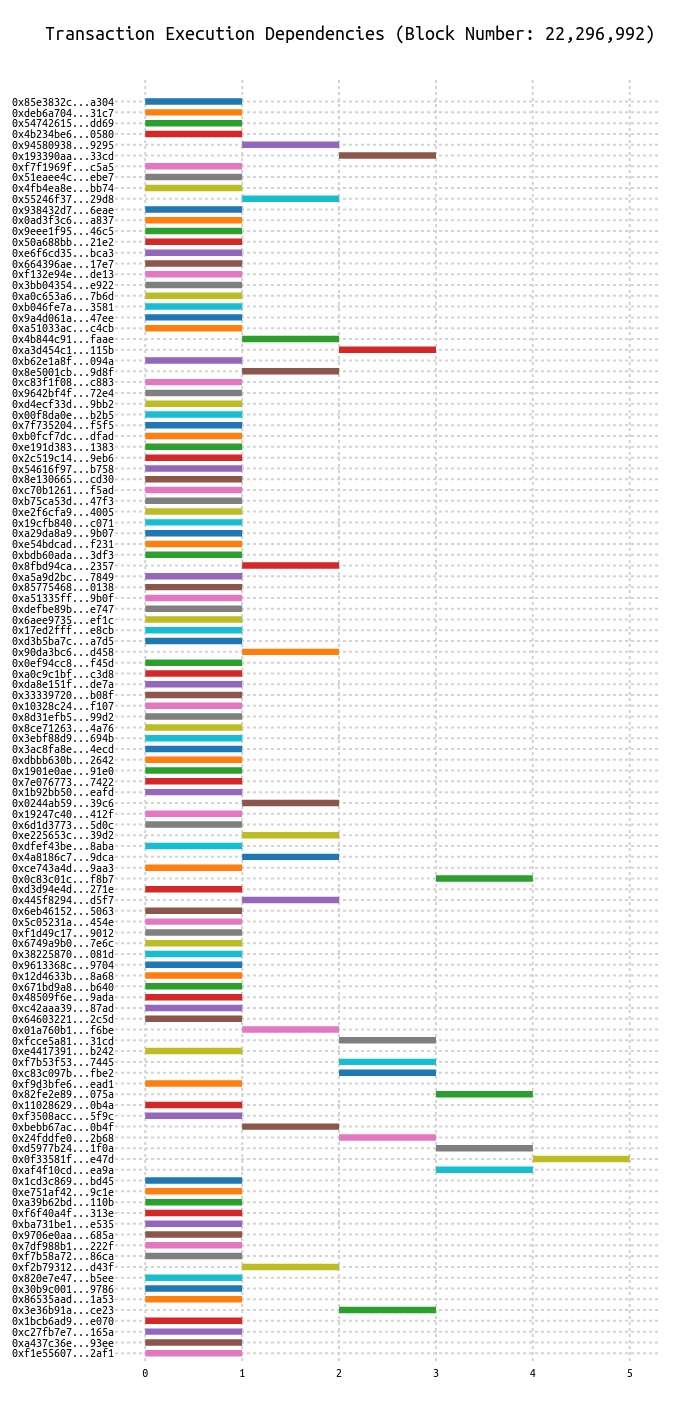 Transaction Execution Dependencies (Block Number: 22,296,992)
0x85e3832c...a304
0xdeb6a704...31c7
0x54742615...dd69
0x4b234be6...0580
0x94580938...9295
0x193390aa...33cd
0xf7f1969f...c5a5
0x51eaee4c...ebe7
0x4fb4ea8e...bb74
0x55246f37...29d8
0x938432d7...6eae
0x0ad3f3c6...a837
0x9eee1f95...46c5
0x50a688bb...21e2
0xe6f6cd35...bca3
0x664396ae...17e7
0xf132e94e...de13
0x3bb04354...e922
0xa0c653a6...7b6d
0xb046fe7a...3581
0x9a4d061a...47ee
0xa51033ac...c4cb
0x4b844c91...faae
0xa3d454c1...115b
0xb62e1a8f...094a
0x8e5001cb...9d8f
0xc83f1f08...c883
0x9642bf4f...72e4
0xd4ecf33d...9bb2
0x00f8da0e...b2b5
0x7f735204...f5f5
0xb0fcf7dc...dfad
0xe191d383...1383
0x2c519c14...9eb6
0x54616f97...b758
0x8e130665...cd30
0xc70b1261...f5ad
0xb75ca53d...47f3
0xe2f6cfa9...4005
0x19cfb840...c071
0xa29da8a9...9b07
0xe54bdcad...f231
0xbdb60ada...3df3
0x8fbd94ca...2357
0xa5a9d2bc...7849
0x85775468...0138
0xa51335ff...9b0f
0xdefbe89b...e747
0x6aee9735...ef1c
0x17ed2fff...e8cb
0xd3b5ba7c...a7d5
0x90da3bc6...d458
0x0ef94cc8...f45d
0xa0c9c1bf...c3d8
0xda8e151f...de7a
0x33339720...b08f
0x10328c24...f107
0x8d31efb5...99d2
0x8ce71263...4a76
0x3ebf88d9...694b
0x3ac8fa8e...4ecd
0xdbbb630b...2642
0x1901e0ae...91e0
0x7e076773...7422
0x1b92bb50...eafd
0x0244ab59...39c6
0x19247c40...412f
0x6d1d3773...5d0c
0xe225653c...39d2
0xdfef43be...8aba
0x4a8186c7...9dca
0xce743a4d...9aa3
0x0c83c01c...f8b7
0xd3d94e4d...271e
0x445f8294...d5f7
0x6eb46152...5063
0x5c05231a...454e
0xf1d49c17...9012
0x6749a9b0...7e6c
0x38225870...081d
0x9613368c...9704
0x12d4633b...8a68
0x671bd9a8...b640
0x48509f6e...9ada
0xc42aaa39...87ad
0x64603221...2c5d
0x01a760b1...f6be
0xfcce5a81...31cd
0xe4417391...b242
0xf7b53f53...7445
0xc83c097b...fbe2
0xf9d3bfe6...ead1
0x82fe2e89...075a
0x11028629...0b4a
0xf3508acc...5f9c
0xbebb67ac...0b4f
0x24fddfe0...2b68
0xd5977b24...1f0a
0x0f33581f...e47d
0xaf4f10cd...ea9a
0x1cd3c869...bd45
0xe751af42...9c1e
0xa39b62bd...110b
0xf6f40a4f...313e
0xba731be1...e535
0x9706e0aa...685a
0x7df988b1...222f
0xf7b58a72...86ca
0xf2b79312...d43f
0x820e7e47...b5ee
0x30b9c001...9786
0x86535aad...1a53
0x3e36b91a...ce23
0x1bcb6ad9...e070
0xc27fb7e7...165a
0xa437c36e...93ee
0xf1e55607...2af1
0 1 2 3 4 5